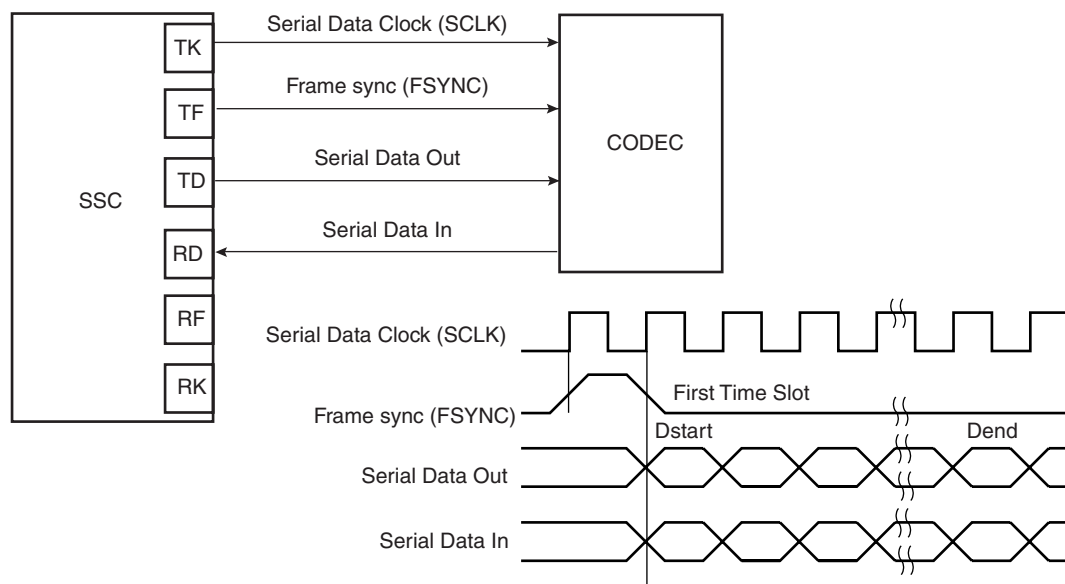 Serial Data Clock (SCLK)
TK
Frame sync (FSYNC)
TF
CODEC
Serial Data Out
TD
SSC
Serial Data In
RD
RF
Serial Data Clock (SCLK)
RK
First Time Slot
Frame sync (FSYNC)
Dstart
Dend
Serial Data Out
Serial Data In